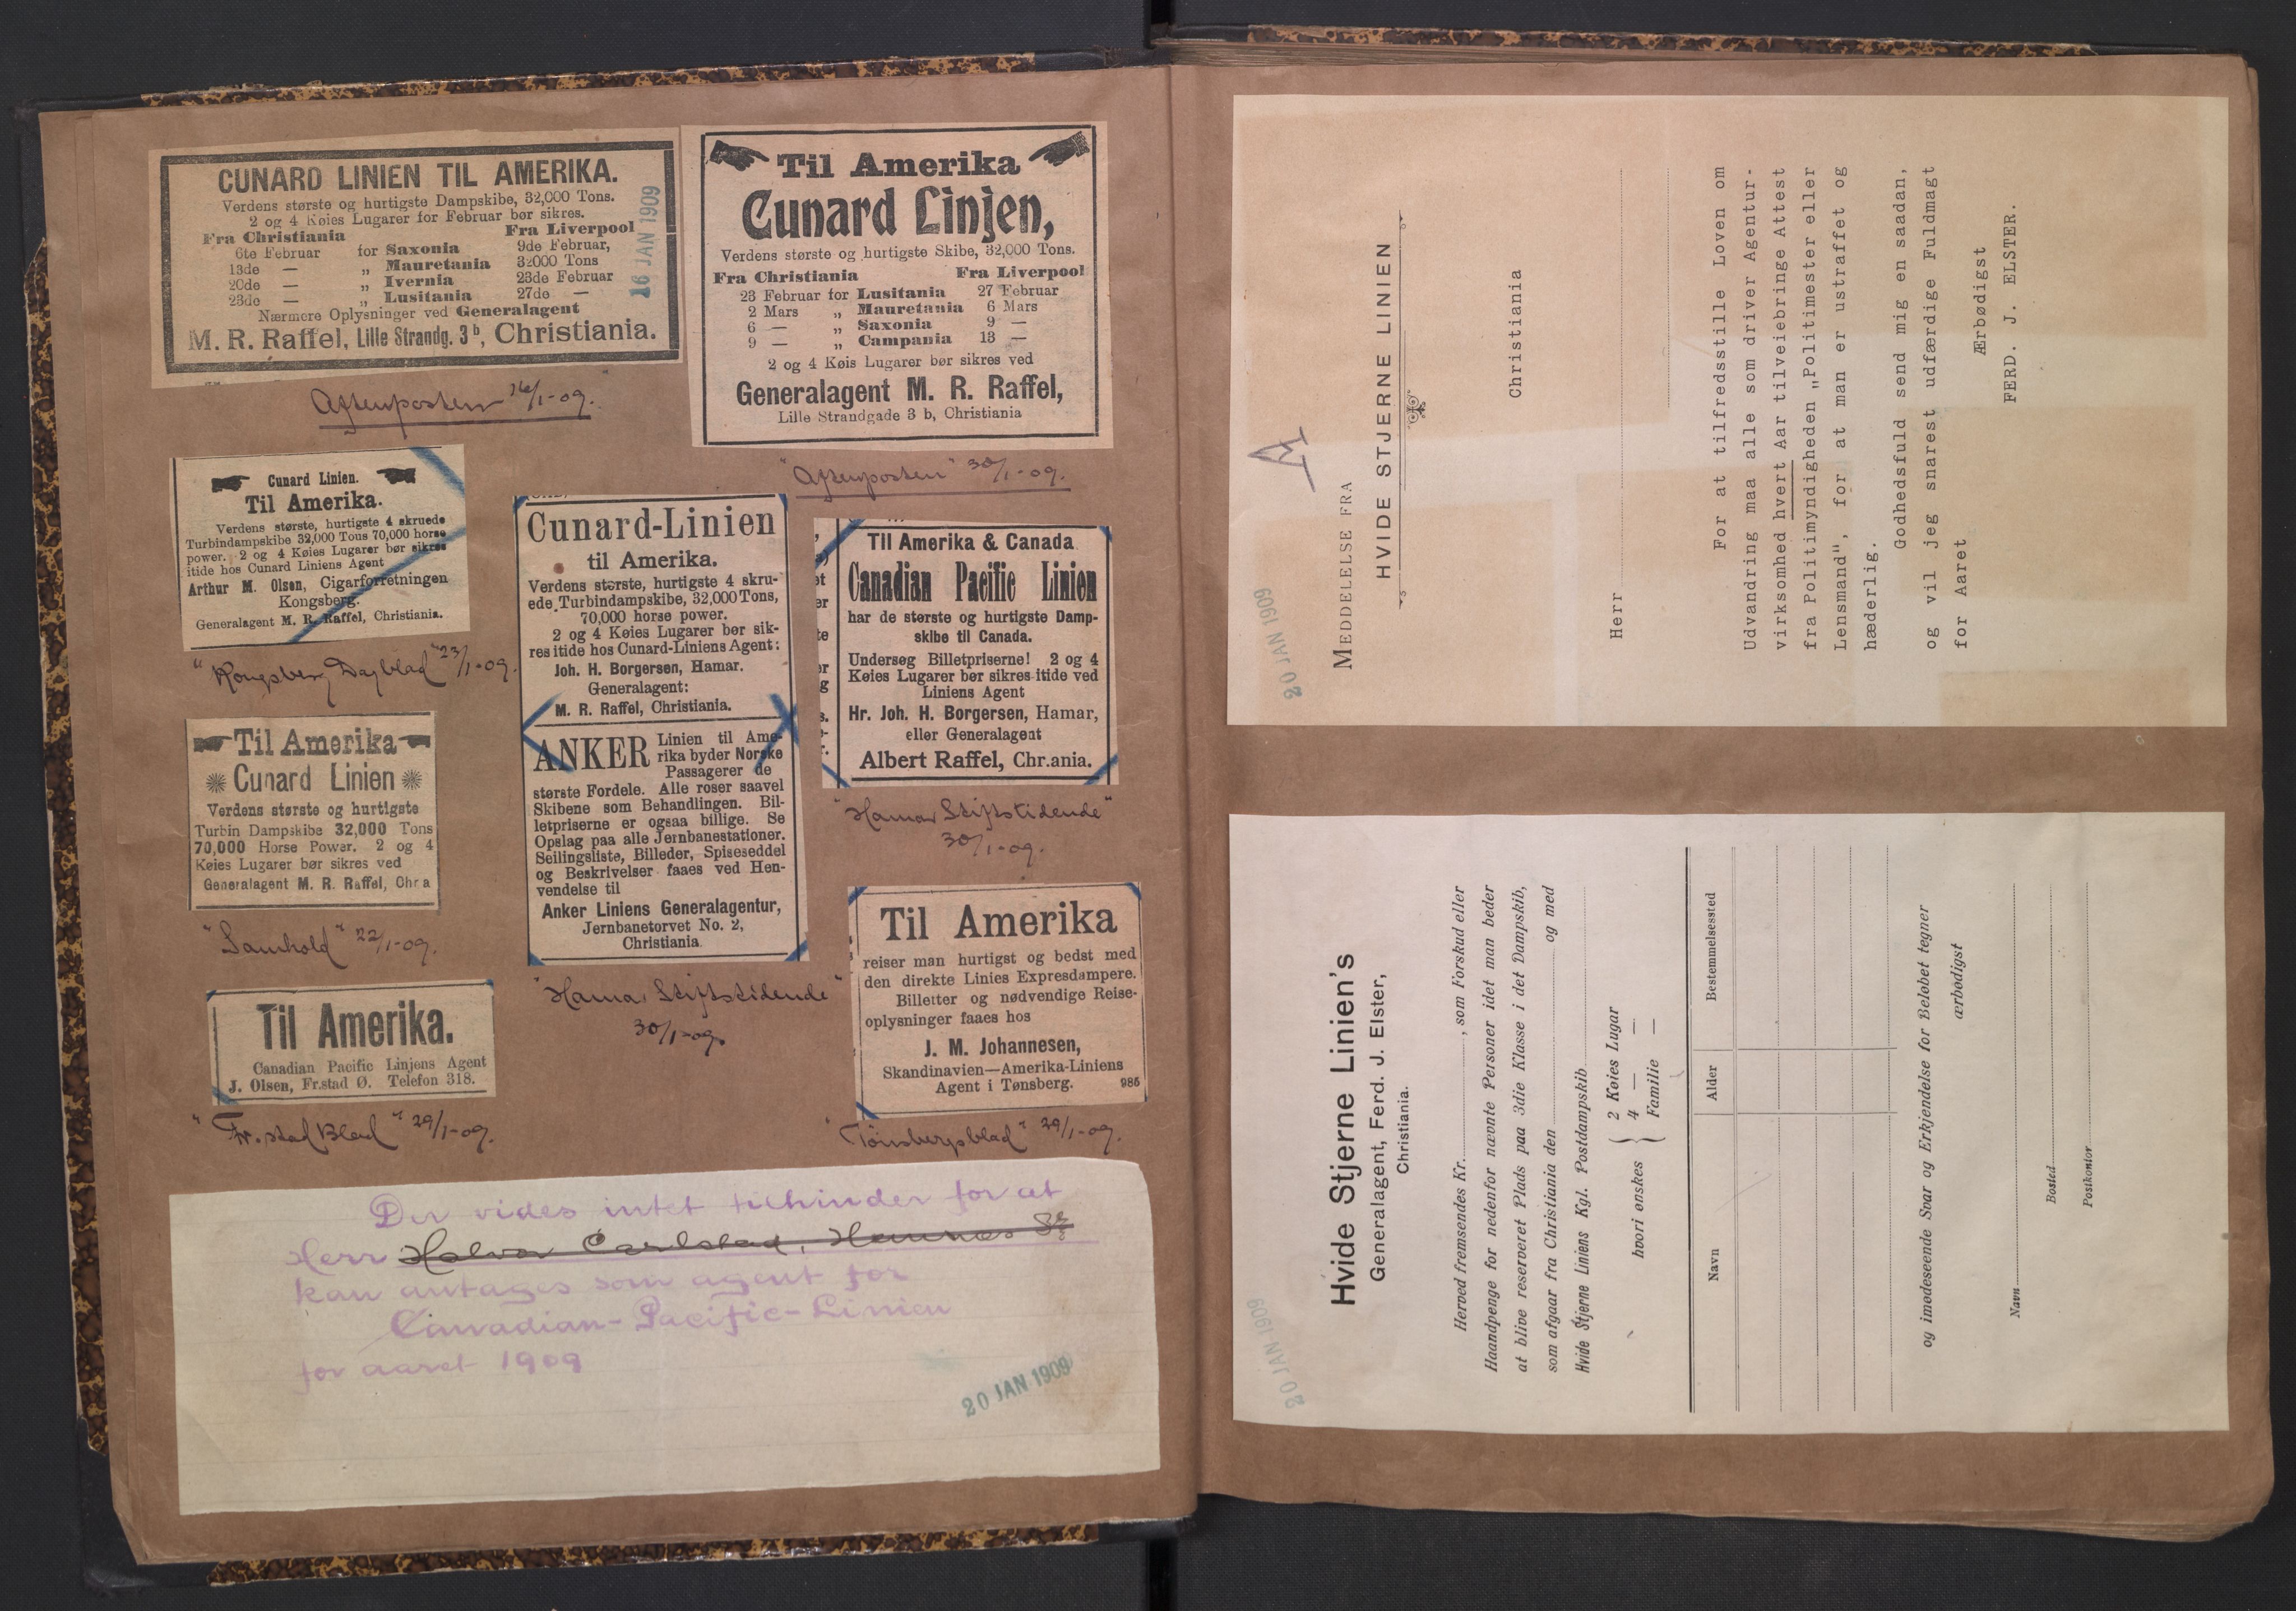 CUNARD LINIEN TIL AMERIKA.
Verdens største og hurtigste Dampskibe, 32,000 Tons.
2 og 4 Køies Lugarer for Februar bør sikres.
Fra Christiania Fra Liverpool
6te Februar for Saxonia 9de Februar,
13de — „ Mauretania 32000 Tons
20de — „ Ivernia 23de Februar
23de — „ Lusitania 27de —
Nærmere Oplysninger ved Generalagent
M. R. Raffel, Lille Strandg. 3 b, Christiania.
16 JAN 1909
Aftenposten 16/1-09.
Til Amerika
Cunard Linjen,
Verdens største og hurtigste Skibe, 32,000 Tons.
Fra Christiania Fra Liverpool
23 Februar for Lusitania 27 Februar
2 Mars „ Mauretania 6 Mars
6 — „ Saxonia 9 —
9 — „ Campania 13 —
2 og 4 Køis Lugarer bør sikres ved
Generalagent M. R. Raffel,
Lille Strandgade 3 b, Christiania
"Aftenposten" 30/1-09.
Cunard Linien.
Til Amerika.
Verdens største, hurtigste 4 skruede
Turbindampskibe 32,000 Tons 70,000 horse
power. 2 og 4 Køies Lugarer bør sikres
itide hos Cunard Liniens Agent
Arthur M. Olsen, Cigarforretningen
Kongsberg.
Generalagent M. R. Raffel, Christiania.
"Kongsberg Dagblad" 23/1-09.
Til Amerika
Cunard Linien
Verdens største og hurtigste
Turbin Dampskibe 32,000 Tons
70,000 Horse Power. 2 og 4
Køies Lugarer bør sikres ved
Generalagent M. R. Raffel, Chra
"Samhold" 22/1-09.
Til Amerika.
Canadian Pacific Linjens Agent
J. Olsen, Fr.stad Ø. Telefon 318.
"Fr.stad Blad" 29/1-09.
Cunard-Linien
til Amerika.
Verdens største, hurtigste 4 skru-
ede Turbindampskibe, 32,000 Tons,
70,000 horse power.
2 og 4 Køies Lugarer bør sik-
res itide hos Cunard-Liniens Agent:
Joh. H. Borgersen, Hamar.
Generalagent:
M. R. Raffel, Christiania.
ANKER Linien til Ame-
rika byder Norske
Passagerer de
største Fordele. Alle roser saavel
Skibene som Behandlingen. Bil-
letpriserne er ogsaa billige. Se
Opslag paa alle Jernbanestationer.
Seilingsliste, Billeder, Spiseseddel
og Beskrivelser faaes ved Hen-
vendelse til
Anker Liniens Generalagentur,
Jernbanetorvet No. 2,
Christiania.
"Hamar Stiftstidende"
30/1-09.
Til Amerika & Canada
Canadian Pacific Linien
har de største og hurtigste Damp-
skibe til Canada.
Undersøg Billetpriserne! 2 og 4
Køies Lugarer bør sikres itide ved
Liniens Agent
Hr. Joh. H. Borgersen, Hamar,
eller Generalagent
Albert Raffel, Chr.ania.
"Hamar Stiftstidende"
30/1-09.
Til Amerika
reiser man hurtigst og bedst med
den direkte Linies Expresdampere.
Billetter og nødvendige Reise-
oplysninger faaes hos
J. M. Johannesen,
Skandinavien—Amerika-Liniens
Agent i Tønsberg. 986
"Tønsbergsblad" 29/1-09.
Der vides intet tilhinder for at
Herr Halvor Carlstad, Hamnæs
kan antages som agent for
Canadian-Pacific-Linien
for aaret 1909
20 JAN 1909
MEDDELELSE FRA
HVIDE STJERNE LINIEN
20 JAN 1909
Christiania
Herr
For at tilfredsstille Loven om
Udvandring maa alle som driver Agentur-
virksomhed hvert Aar tilveiebringe Attest
fra Politimyndigheden „Politimester eller
Lensmand", for at man er ustraffet og
hæderlig.
Godhedsfuld send mig en saadan,
og vil jeg snarest udfærdige Fuldmagt
for Aaret
Ærbødigst
FERD. J. ELSTER.
20 JAN 1909
Hvide Stjerne Linien's
Generalagent, Ferd. J. Elster,
Christiania.
Herved fremsendes Kr. , som Forskud eller
Haandpenge for nedenfor nævnte Personer idet man beder
at blive reserveret Plads paa 3die Klasse i det Dampskib,
som afgaar fra Christiania den og med
Hvide Stjerne Liniens Kgl. Postdampskib
hvori ønskes { 2 Køies Lugar
4 — —
Familie —
Navn Alder Bestemmelsessted
og imødeseende Svar og Erkjendelse for Beløbet tegner
ærbødigst
Navn
Bosted
Postkontor